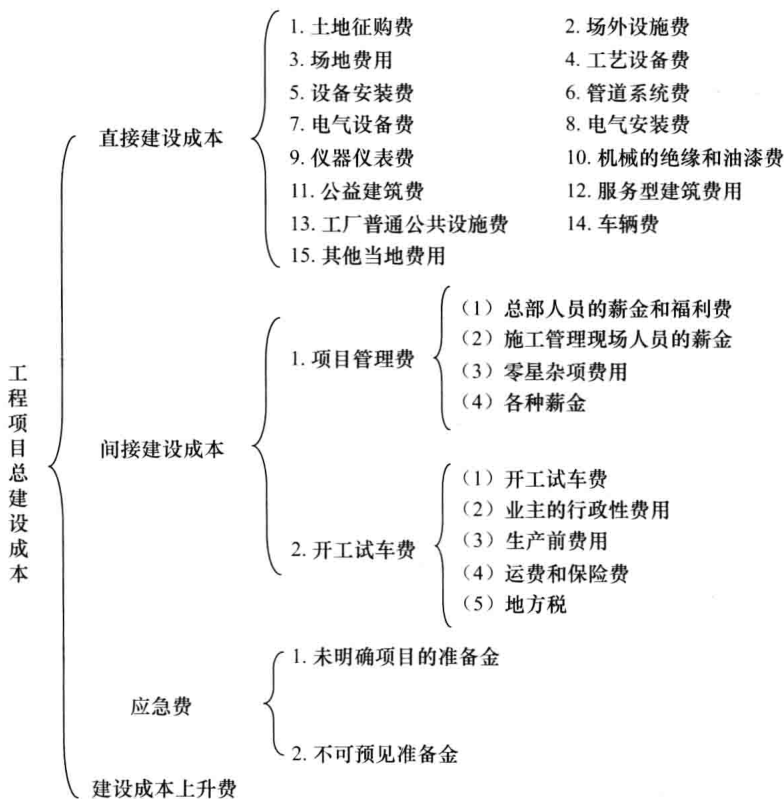 工程项目总建设成本
直接建设成本
1. 土地征购费
2. 场外设施费
3. 场地费用
4. 工艺设备费
5. 设备安装费
6. 管道系统费
7. 电气设备费
8. 电气安装费
9. 仪器仪表费
10. 机械的绝缘和油漆费
11. 公益建筑费
12. 服务型建筑费用
13. 工厂普通公共设施费
14. 车辆费
15. 其他当地费用
间接建设成本
1. 项目管理费
（1）总部人员的薪金和福利费
（2）施工管理现场人员的薪金
（3）零星杂项费用
（4）各种薪金
2. 开工试车费
（1）开工试车费
（2）业主的行政性费用
（3）生产前费用
（4）运费和保险费
（5）地方税
应急费
1. 未明确项目的准备金
2. 不可预见准备金
建设成本上升费